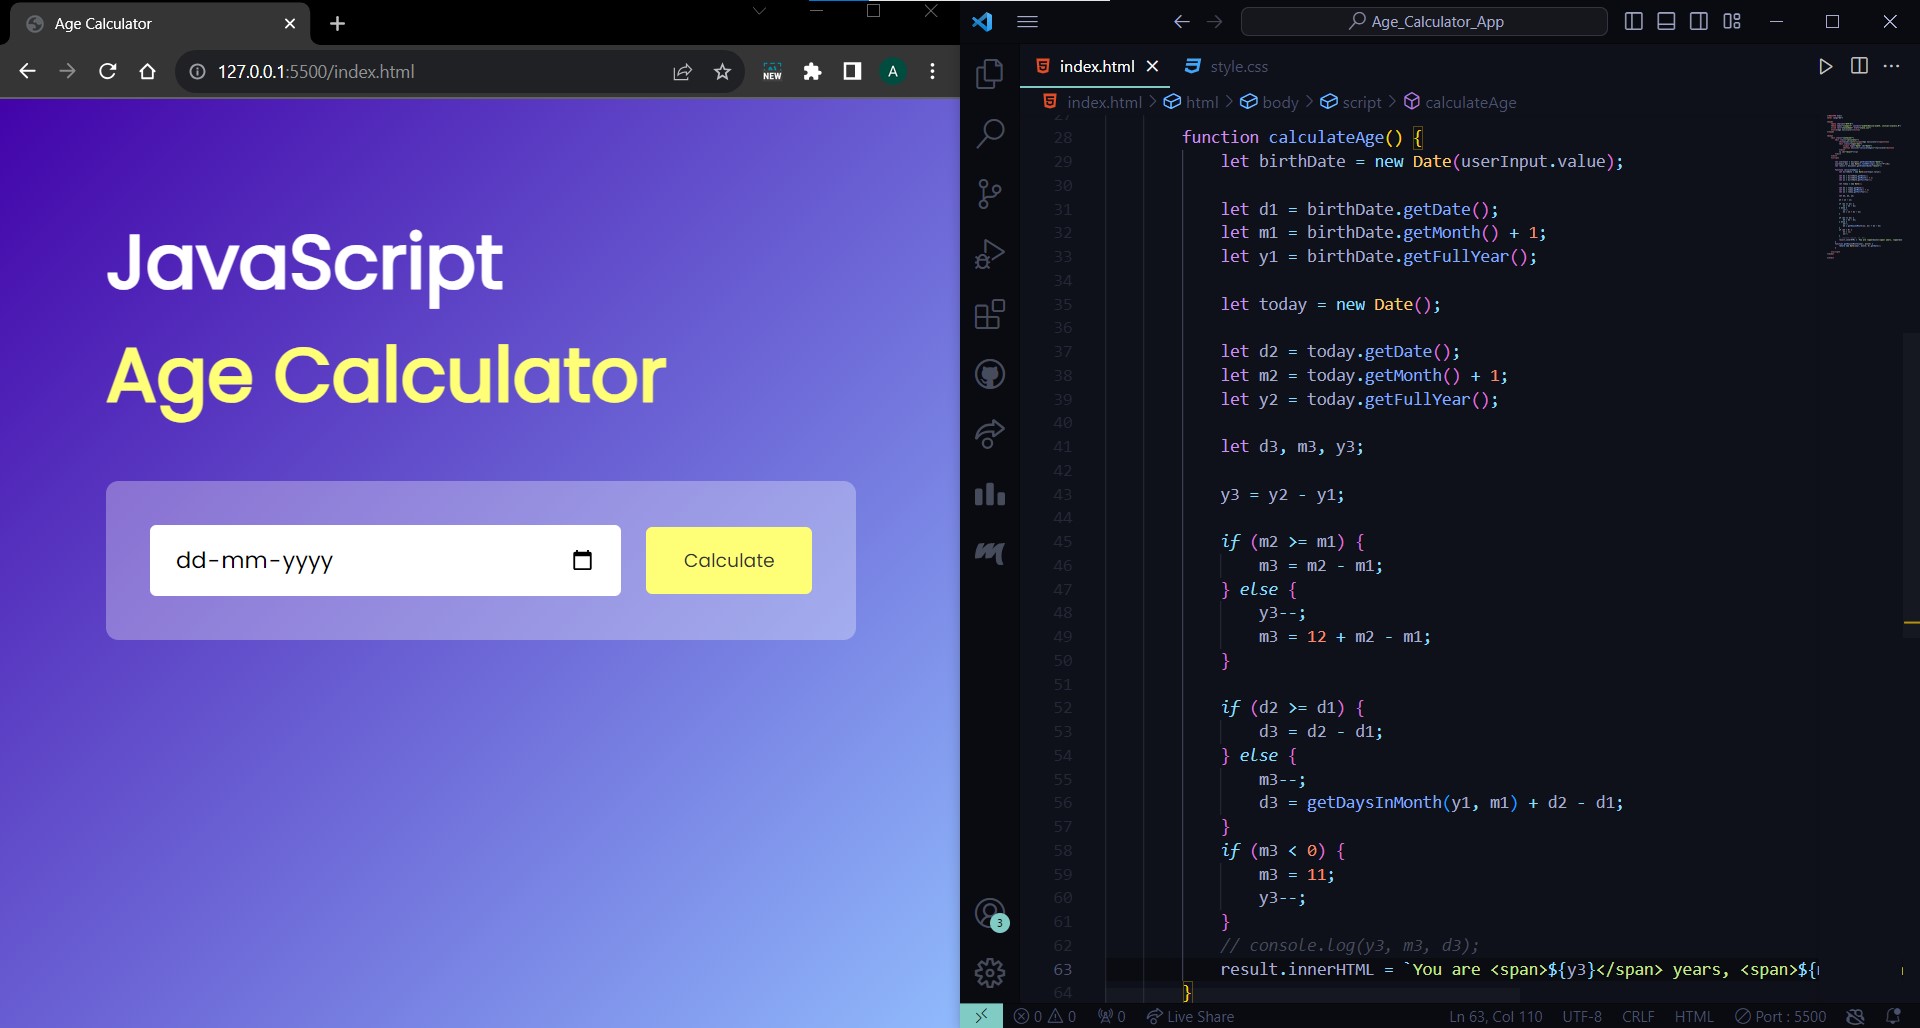 Age Calculator
127.0.0.1:5500/index.html
NEW
A
JavaScript
Age Calculator
dd-mm-yyyy
Calculate
Age_Calculator_App
index.html
style.css
index.html > html > body > script > calculateAge
27
28 function calculateAge() {
29 let birthDate = new Date(userInput.value);
30
31 let d1 = birthDate.getDate();
32 let m1 = birthDate.getMonth() + 1;
33 let y1 = birthDate.getFullYear();
34
35 let today = new Date();
36
37 let d2 = today.getDate();
38 let m2 = today.getMonth() + 1;
39 let y2 = today.getFullYear();
40
41 let d3, m3, y3;
42
43 y3 = y2 - y1;
44
45 if (m2 >= m1) {
46 m3 = m2 - m1;
47 } else {
48 y3--;
49 m3 = 12 + m2 - m1;
50 }
51
52 if (d2 >= d1) {
53 d3 = d2 - d1;
54 } else {
55 m3--;
56 d3 = getDaysInMonth(y1, m1) + d2 - d1;
57 }
58 if (m3 < 0) {
59 m3 = 11;
60 y3--;
61 }
62 // console.log(y3, m3, d3);
63 result.innerHTML = `You are <span>${y3}</span> years, <span>${
64 }
3
0 0 0 Live Share Ln 63, Col 110 UTF-8 CRLF HTML Port : 5500